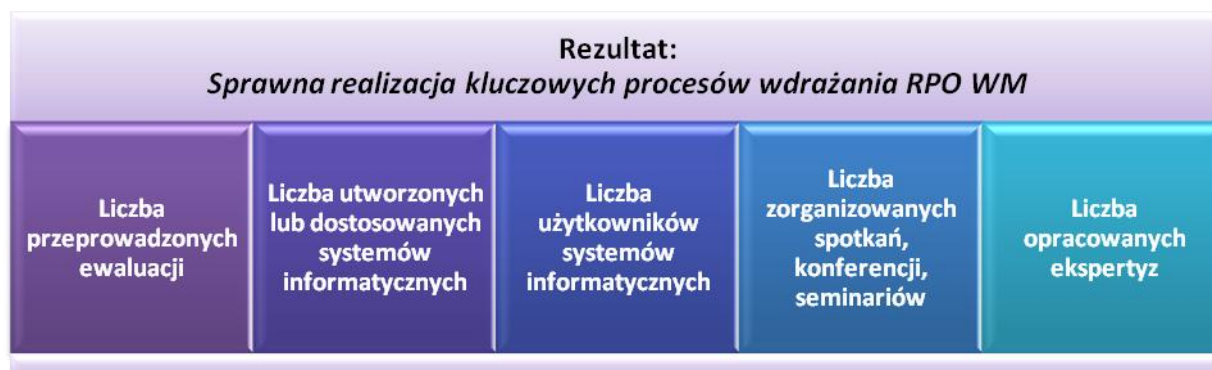 Rezultat:
Sprawna realizacja kluczowych procesów wdrażania RPO WM
Liczba
przeprowadzonych
ewaluacji
Liczba utworzonych
lub dostosowanych
systemów
informatycznych
Liczba
użytkowników
systemów
informatycznych
Liczba
zorganizowanych
spotkań,
konferencji,
seminariów
Liczba
opracowanych
ekspertyz